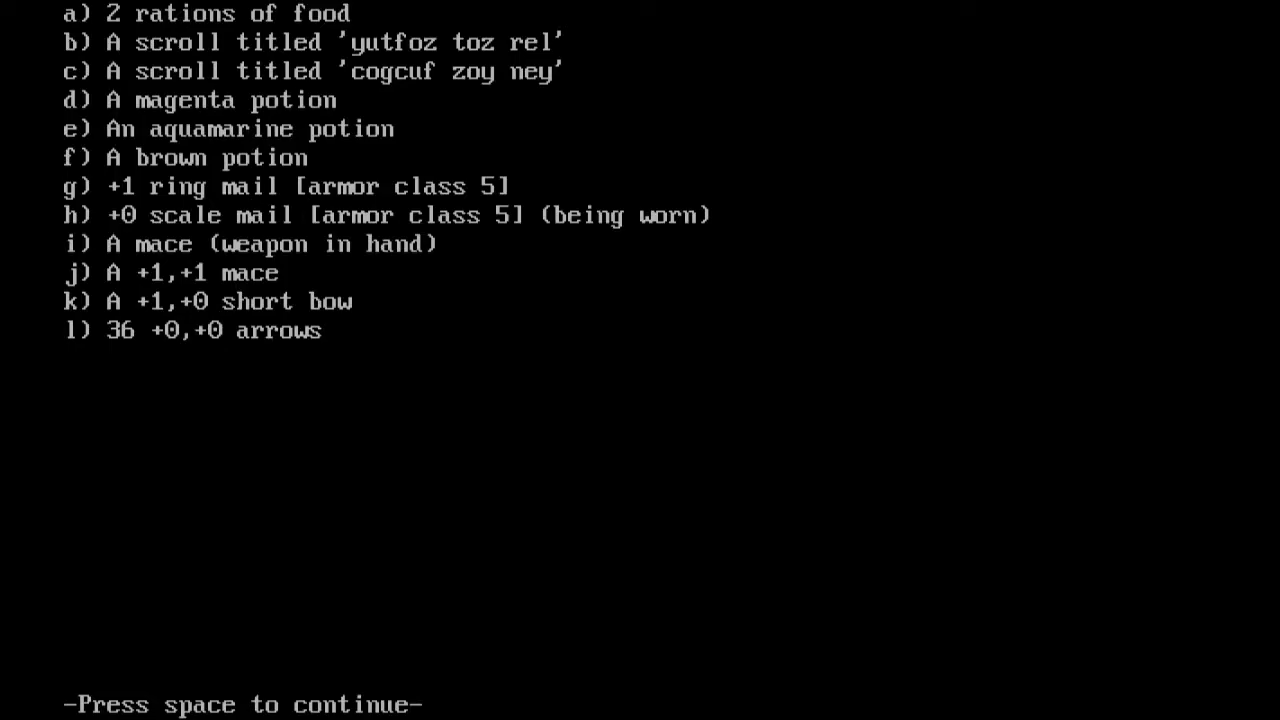 a) 2 rations of food
b) A scroll titled 'yutfoz toz rel'
c) A scroll titled 'cogcuf zoy ney'
d) A magenta potion
e) An aquamarine potion
f) A brown potion
g) +1 ring mail [armor class 5]
h) +0 scale mail [armor class 5] (being worn)
i) A mace (weapon in hand)
j) A +1,+1 mace
k) A +1,+0 short bow
l) 36 +0,+0 arrows
-Press space to continue-